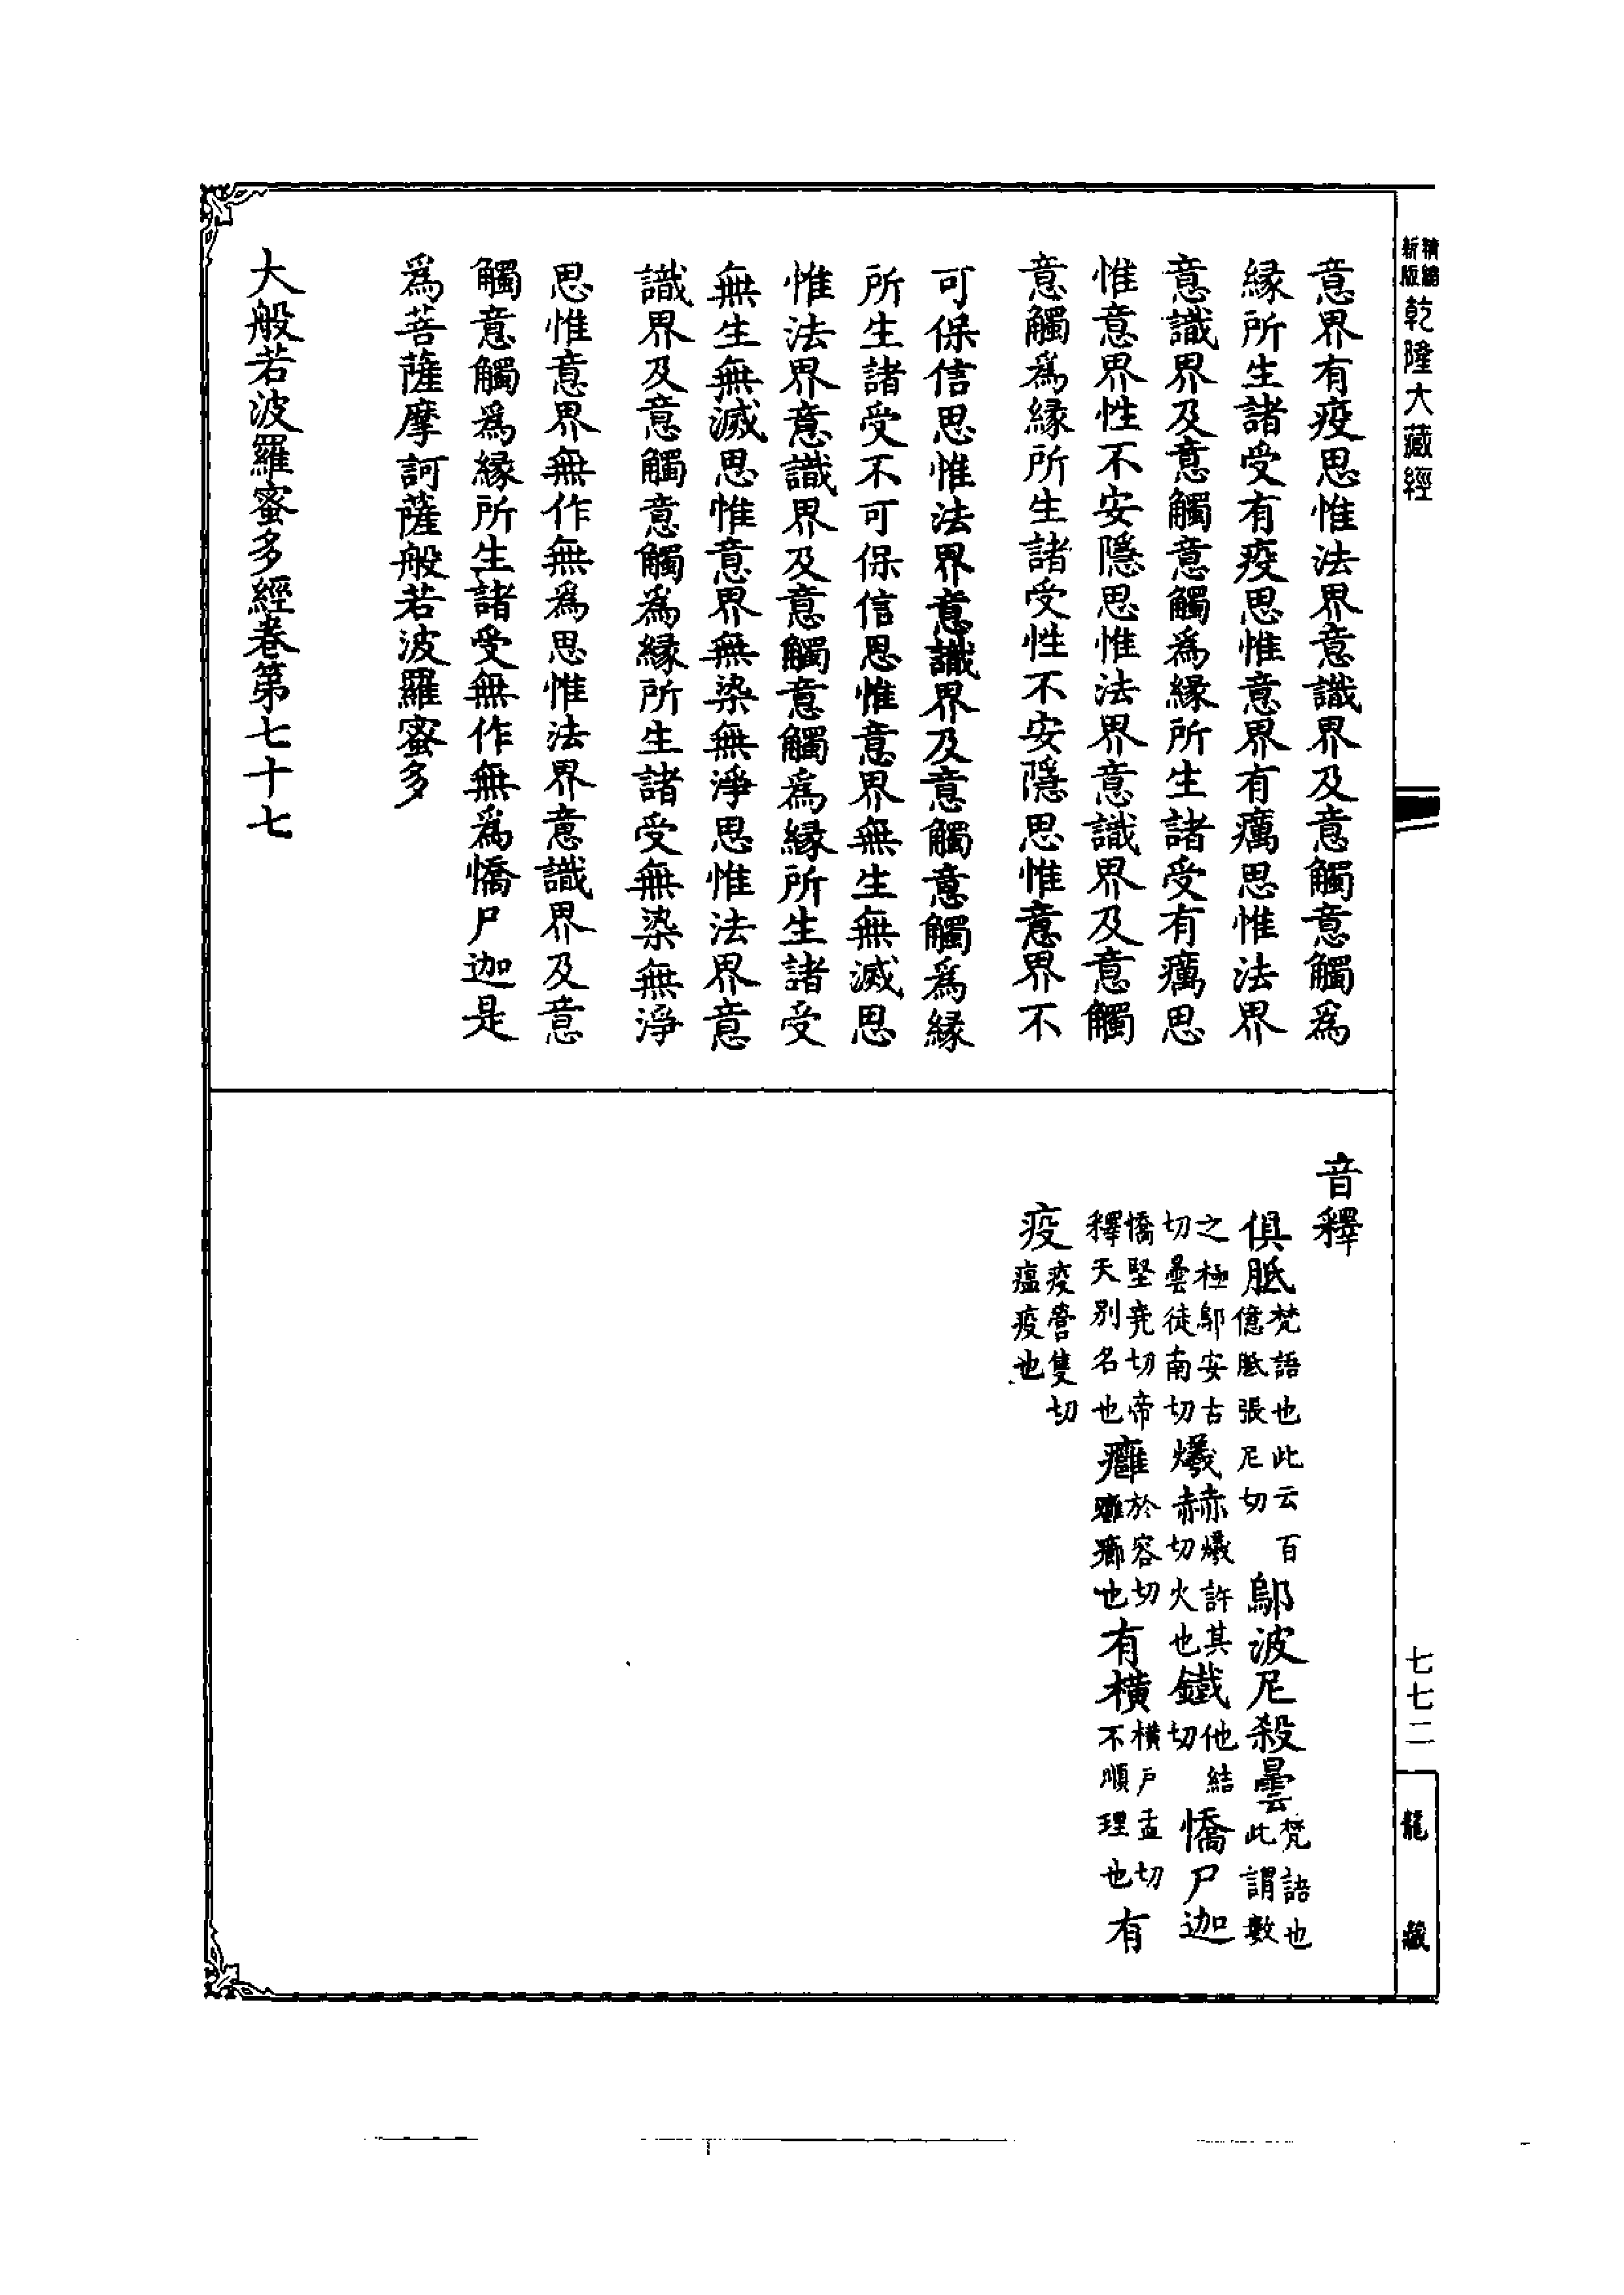 精縮新版乾隆大藏經
意界有疫思惟法界意識界及意觸意觸爲
緣所生諸受有疫思惟意界有癘思惟法界
意識界及意觸意觸爲緣所生諸受有癘思
惟意界性不安隱思惟法界意識界及意觸
意觸爲緣所生諸受性不安隱思惟意界不
可保信思惟法界意識界及意觸意觸爲緣
所生諸受不可保信思惟意界無生無滅思
惟法界意識界及意觸意觸爲緣所生諸受
無生無滅思惟意界無染無淨思惟法界意
識界及意觸意觸爲緣所生諸受無染無淨
思惟意界無作無爲思惟法界意識界及意
觸意觸爲緣所生諸受無作無爲憍尸迦是
爲菩薩摩訶薩般若波羅蜜多
大般若波羅蜜多經卷第七十七
音釋
俱胝梵語也此云百億胝張尼切鄔波尼殺曇梵語也此謂數
之極鄔安古切曇徒南切爔赫爔許其切赫火也鐵他結切憍尸迦
憍堅堯切帝釋天別名也癰於容切癰癤也有橫橫戶孟切不順理也有
疫疫營隻切瘟疫也
七七二
龍藏